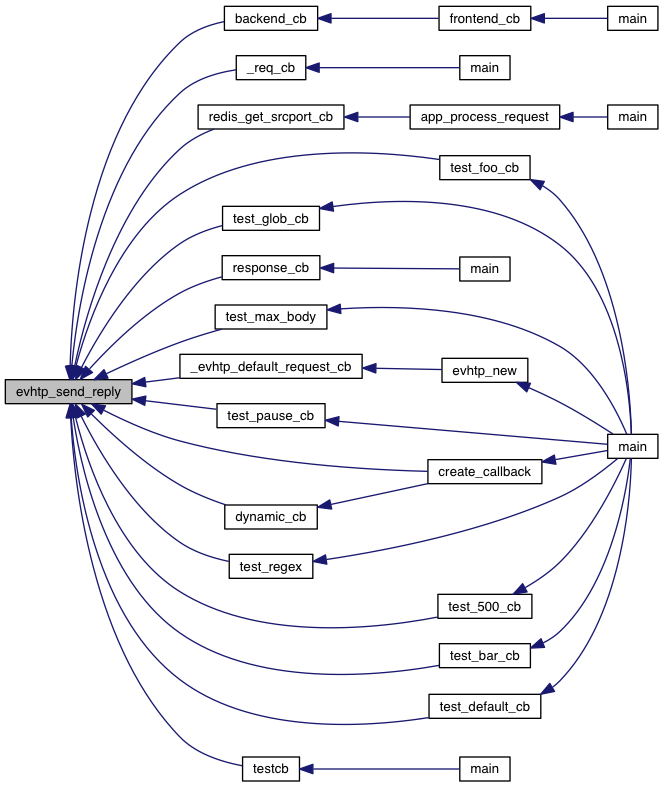 backend_cb
frontend_cb
main
_req_cb
main
redis_get_srcport_cb
app_process_request
main
test_foo_cb
test_glob_cb
response_cb
main
test_max_body
_evhtp_default_request_cb
evhtp_new
evhtp_send_reply
test_pause_cb
main
create_callback
dynamic_cb
test_regex
test_500_cb
test_bar_cb
test_default_cb
testcb
main